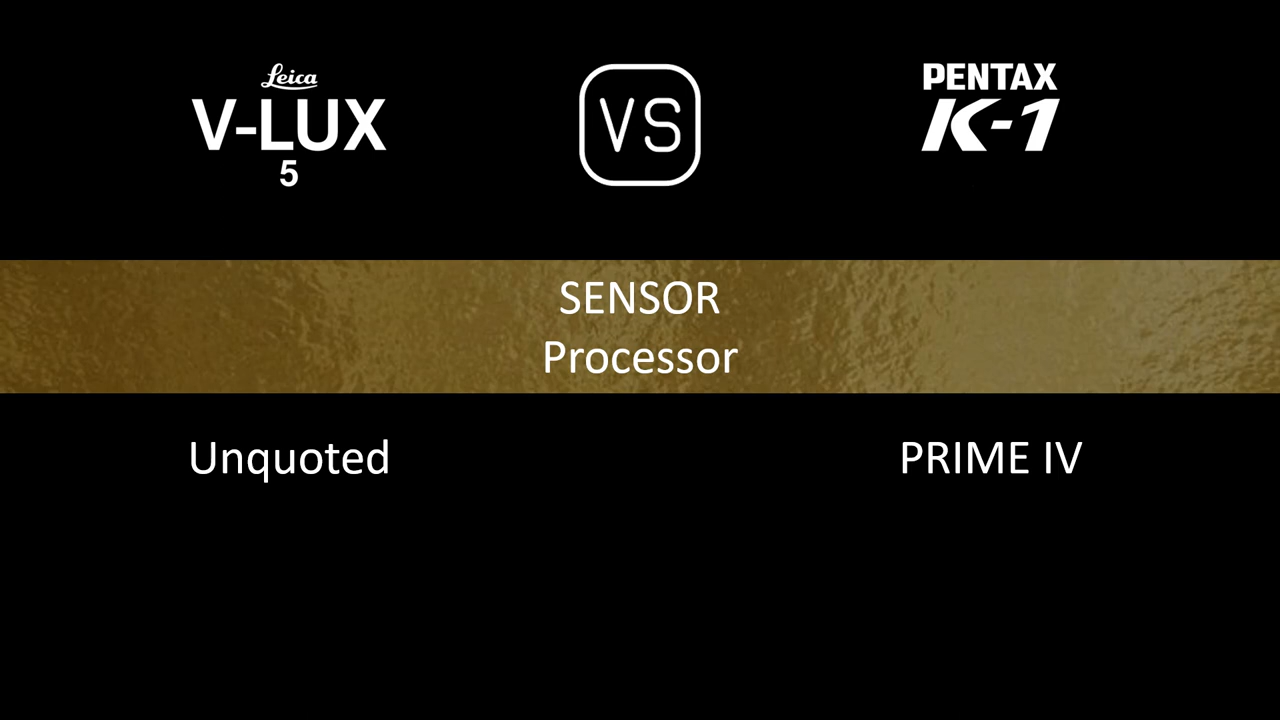 Leica
V-LUX
5
VS
PENTAX
K-1
SENSOR
Processor
Unquoted
PRIME IV